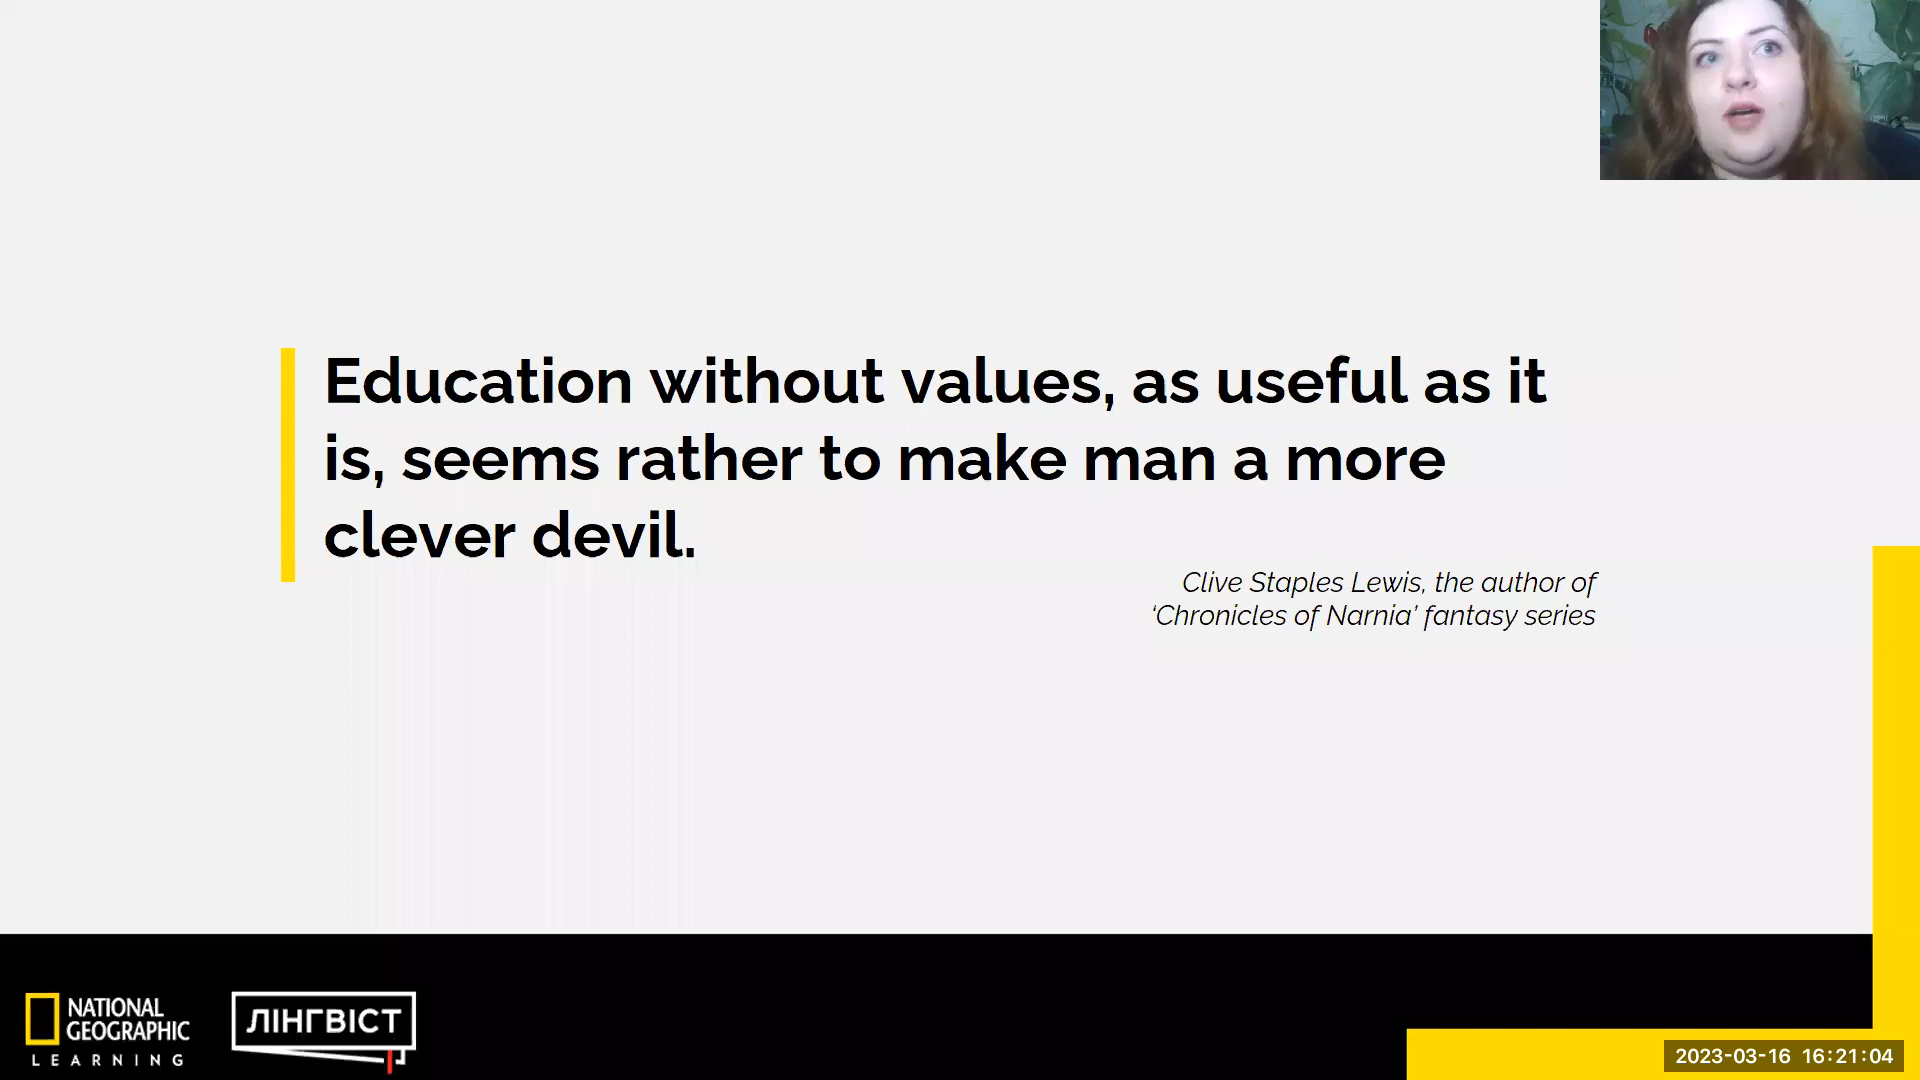 Education without values, as useful as it
is, seems rather to make man a more
clever devil.
Clive Staples Lewis, the author of
‘Chronicles of Narnia’ fantasy series
NATIONAL
GEOGRAPHIC
LEARNING
ЛІНГВІСТ
2023-03-16 16:21:04